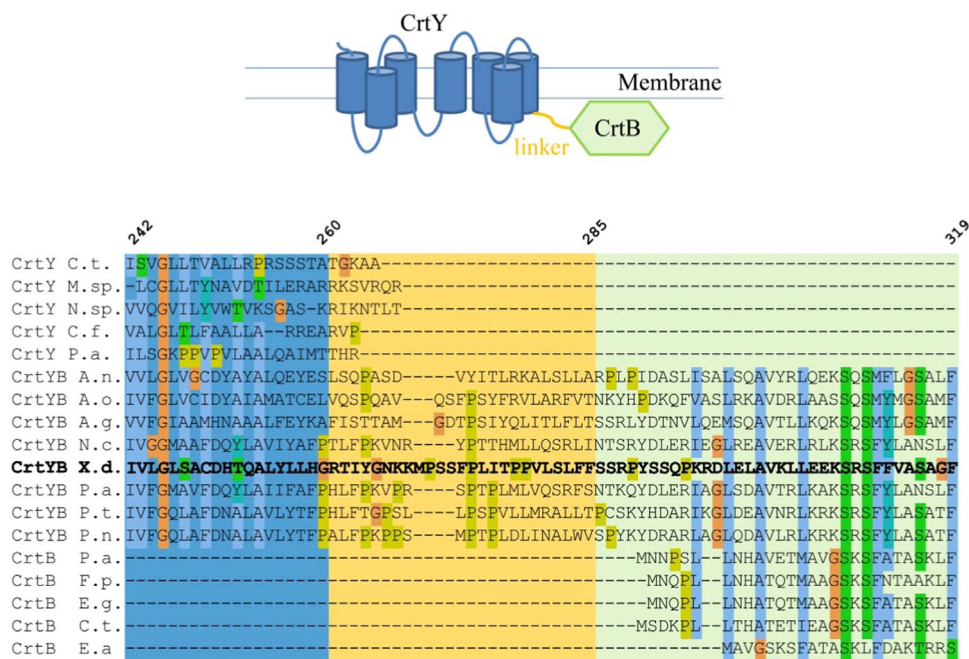 CrtY
Membrane
CrtB
linker
242 260 285 319
CrtY C.t. ISVGLLTVALLRPRSSSTATGKAA------------------------------------------------------
CrtY M.sp. -LCGLLTYNAVDTILERARRKSVRQR----------------------------------------------------
CrtY N.sp. VVQGVILYVWTVKSGAS-KRIKNTLT----------------------------------------------------
CrtY C.f. VALGLTLFAALLA--RREARVP--------------------------------------------------------
CrtY P.a. ILSGKPPVPVLAALQAIMTTHR--------------------------------------------------------
CrtYB A.n. VVLGLVGCDYAYALQEYESLSQPASD-----VYITLRKALSLLARPLPIDASLISALSQAVYRLQEKSQSMFLGSALF
CrtYB A.o. IVFGLVCIDYAIAMATCELVQSPQAV----QSFPSYFRVLARFVTNKYHPDKQFVASLRKAVDRLAASSQSMYMGSAMF
CrtYB A.g. VVFGIAAMHNAAALFEYKAFISTTAM---GDTPSIYQLITLFLTSSRLYDTNVLQEMSQAVTLLKQKSQSMYLGSAMF
CrtYB N.c. IVGGMAAFDQYLAVIYAFPTLFPKVNR----YPTTHMLLQSRLINTSRYDLERIEGLREAVERLCLKSRSFYLANSLF
CrtYB X.d. IVLGLSACDHTQALYLLHGRTIYGNKKMPSSFPLITPPVLSLFFSSRPYSSQPKRDLELAVKLLEEKSRSFFVASAGF
CrtYB P.a. IVFGMAVFDQYLAIIFAFPHLFPKVPR----SPTPLMLVQSRFSNTKQYDLERIAGLSDAVTRLKAKSRSFYLANSLF
CrtYB P.t. IVFGQLAFDNALAVLYTFPHLFTGPSL----LPSPVLLMRALLTPCSKYHDARIKGLDEAVNRLKRKSRSFYLASATF
CrtYB P.n. IVFGQLAFDNALAVLYTFPALFPKPPS----MPTPLDLINALWVSPYKYDRARLAGLQDAVLRLKRKSRSFYLASATF
CrtB P.a. ------------------------------------------------MNNPSL--LNHAVETMAVGSKSFATASKLF
CrtB F.p. -------------------------------------------------MNQPL--LNHATQTMAAGSKSFNTAAKLF
CrtB E.g. -------------------------------------------------MNQPL--LNHATQTMAAGSKSFATASKLF
CrtB C.t. ------------------------------------------------MSDKPL--LTHATETIEAGSKSFATASKLF
CrtB E.a --------------------------------------------------------MAVGSKSFATASKLFDAKTRRS